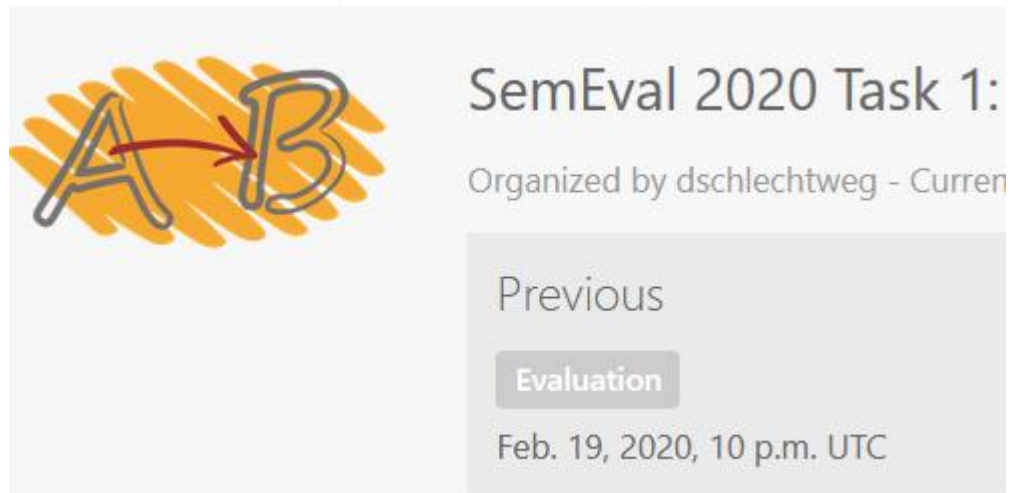 A B
SemEval 2020 Task 1:
Organized by dschlechtweg - Curren
Previous
Evaluation
Feb. 19, 2020, 10 p.m. UTC